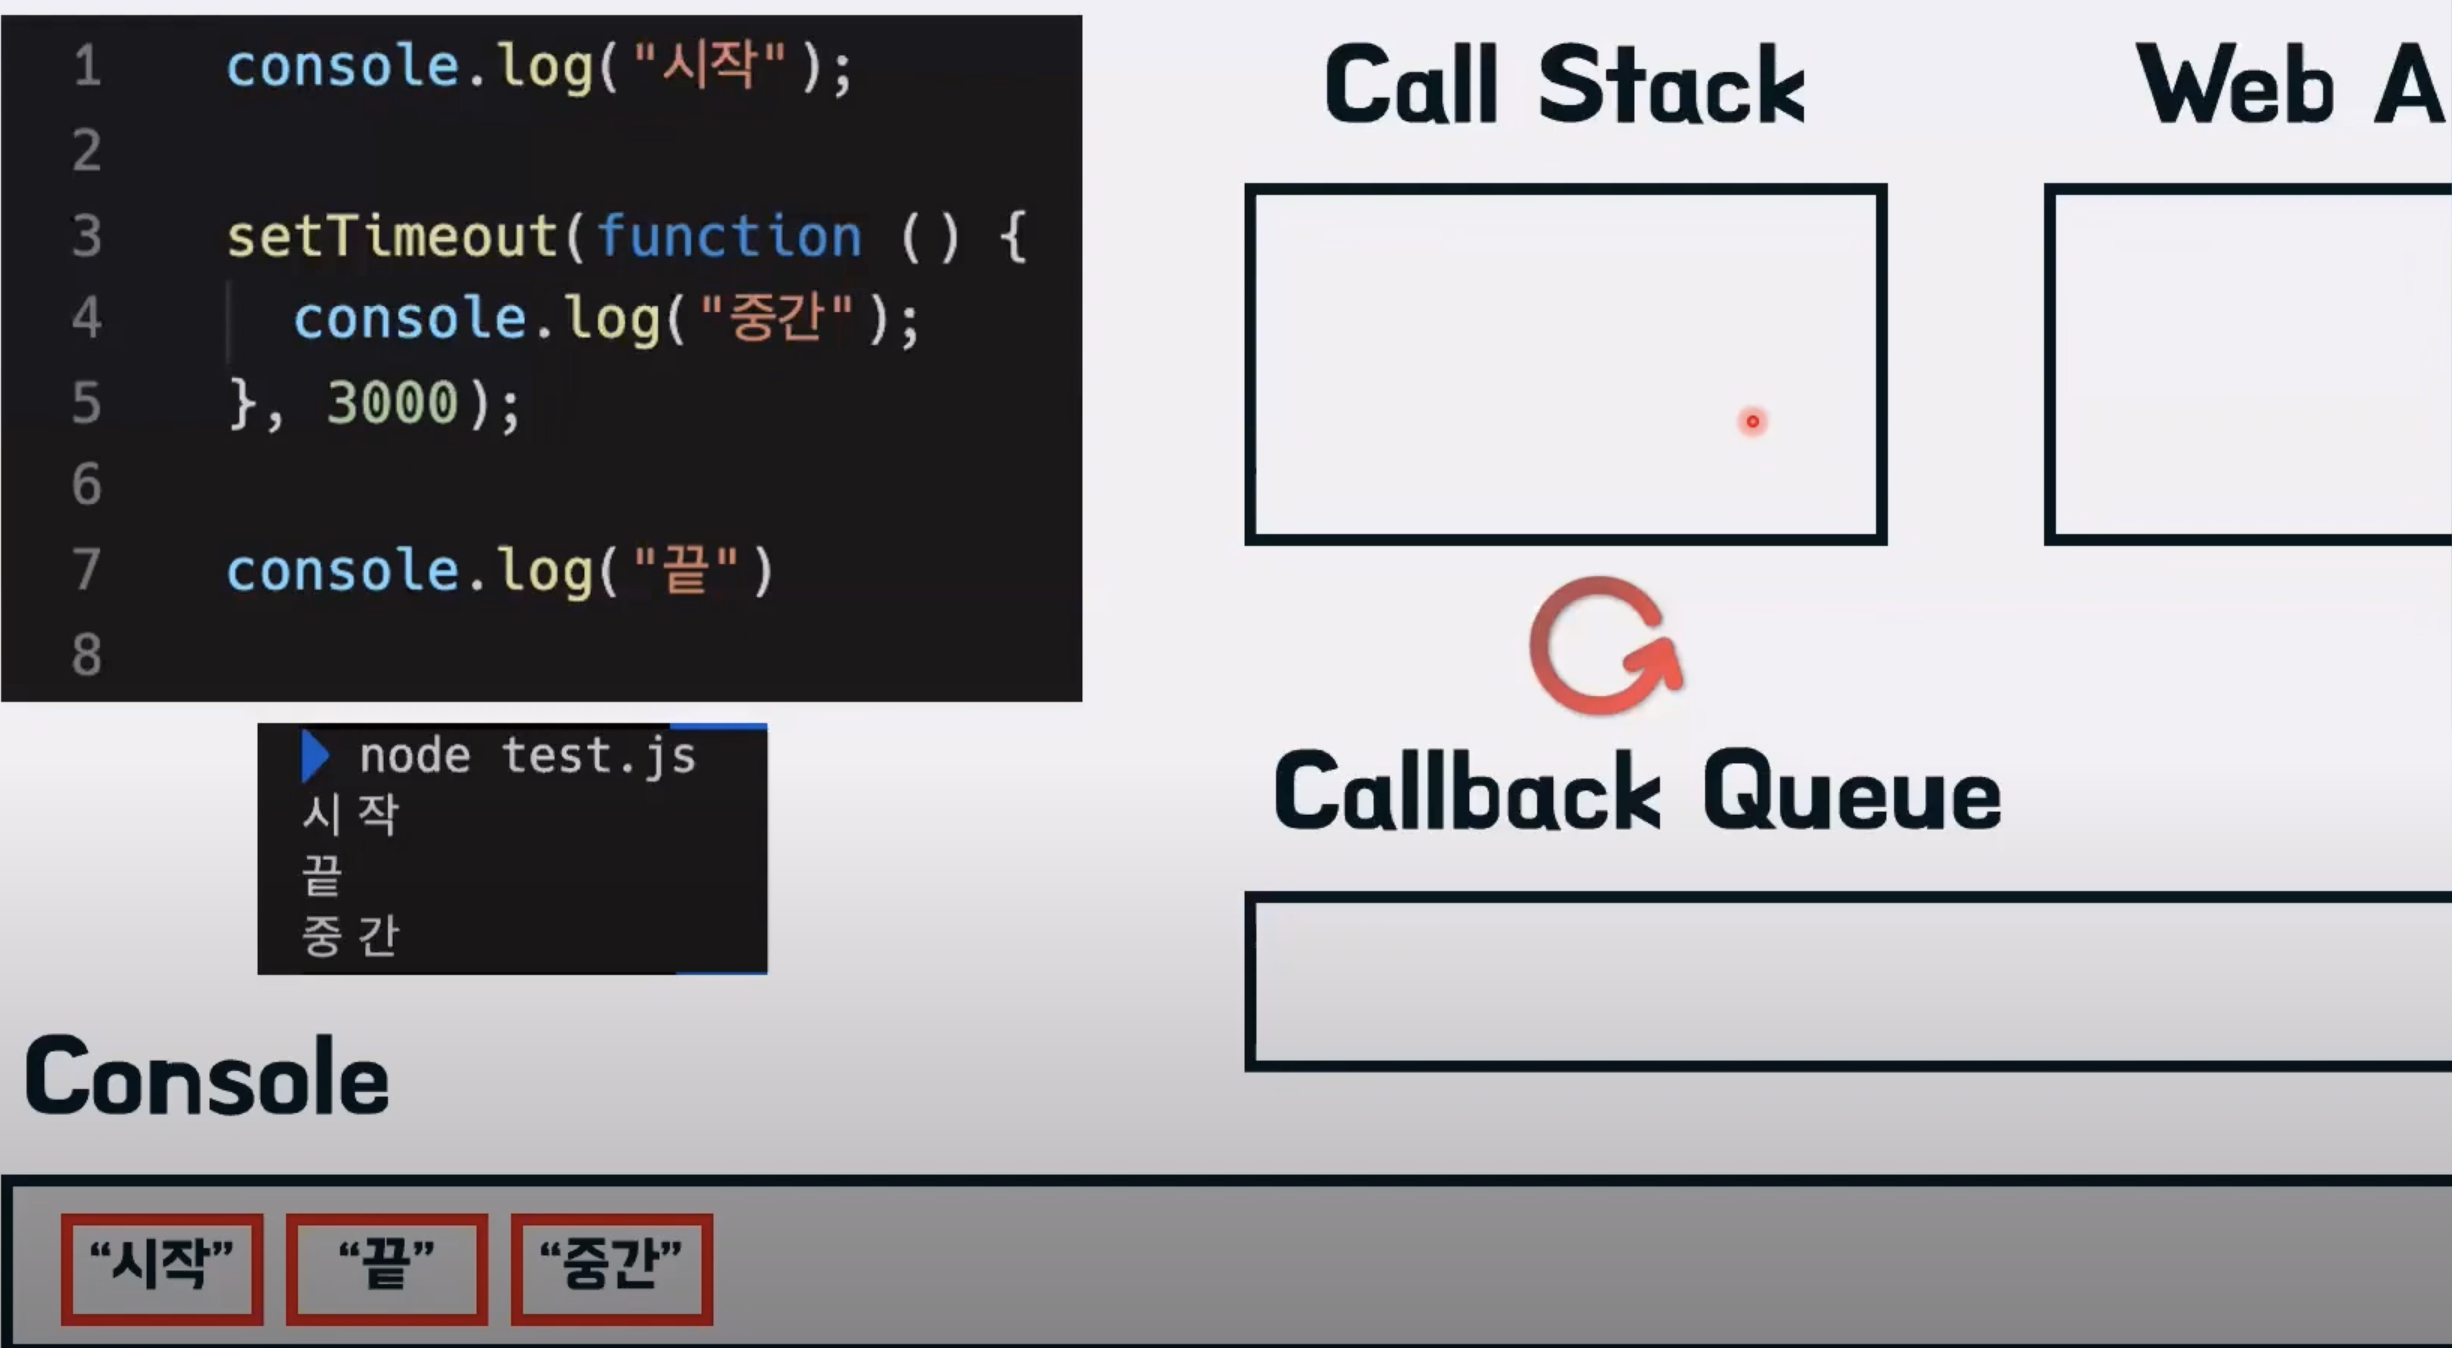 1 console.log("시작");
2
3 setTimeout(function () {
4 console.log("중간");
5 }, 3000);
6
7 console.log("끝")
8
node test.js
시작
끝
중간
Console
“시작” “끝” “중간”
Call Stack
Web A
Callback Queue